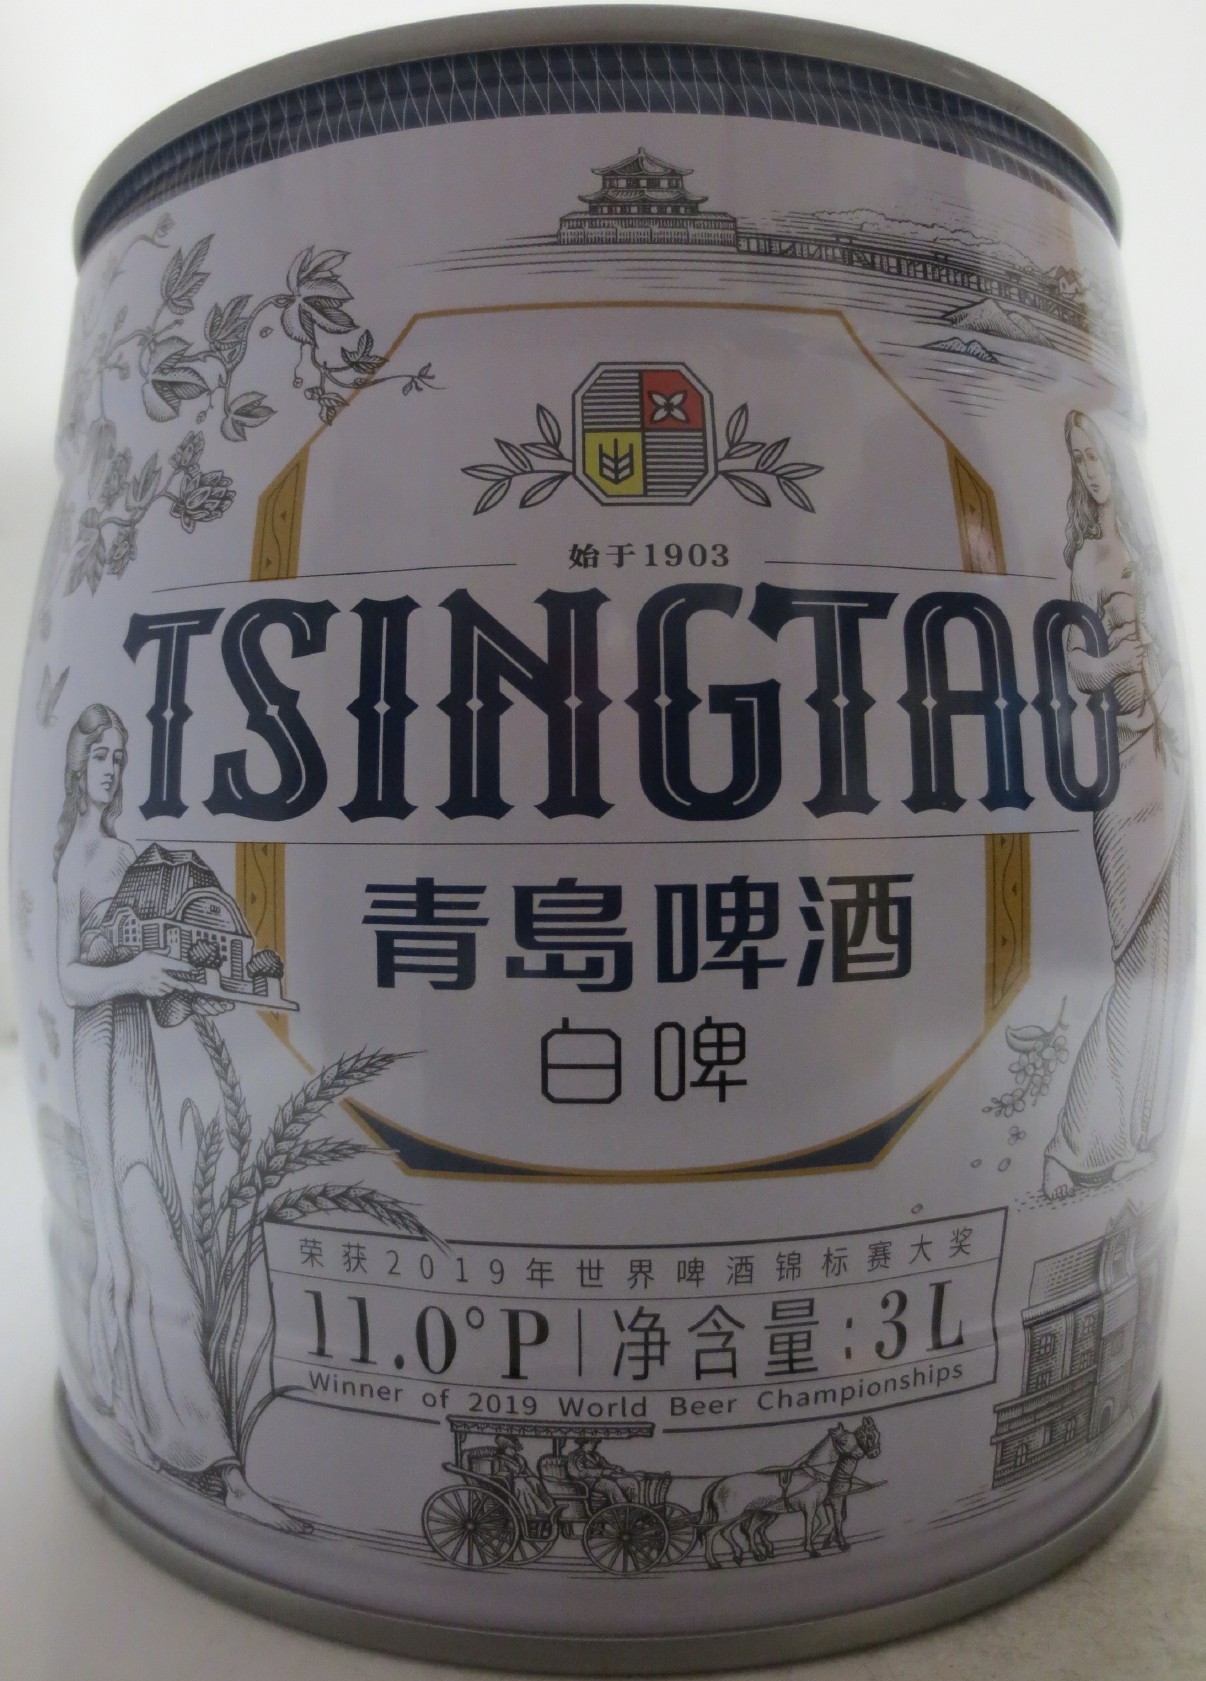 始于1903
TSINGTAO
青島啤酒
白啤
荣获2019年世界啤酒锦标赛大奖
11.0°P|净含量:3L
Winner of 2019 World Beer Championships